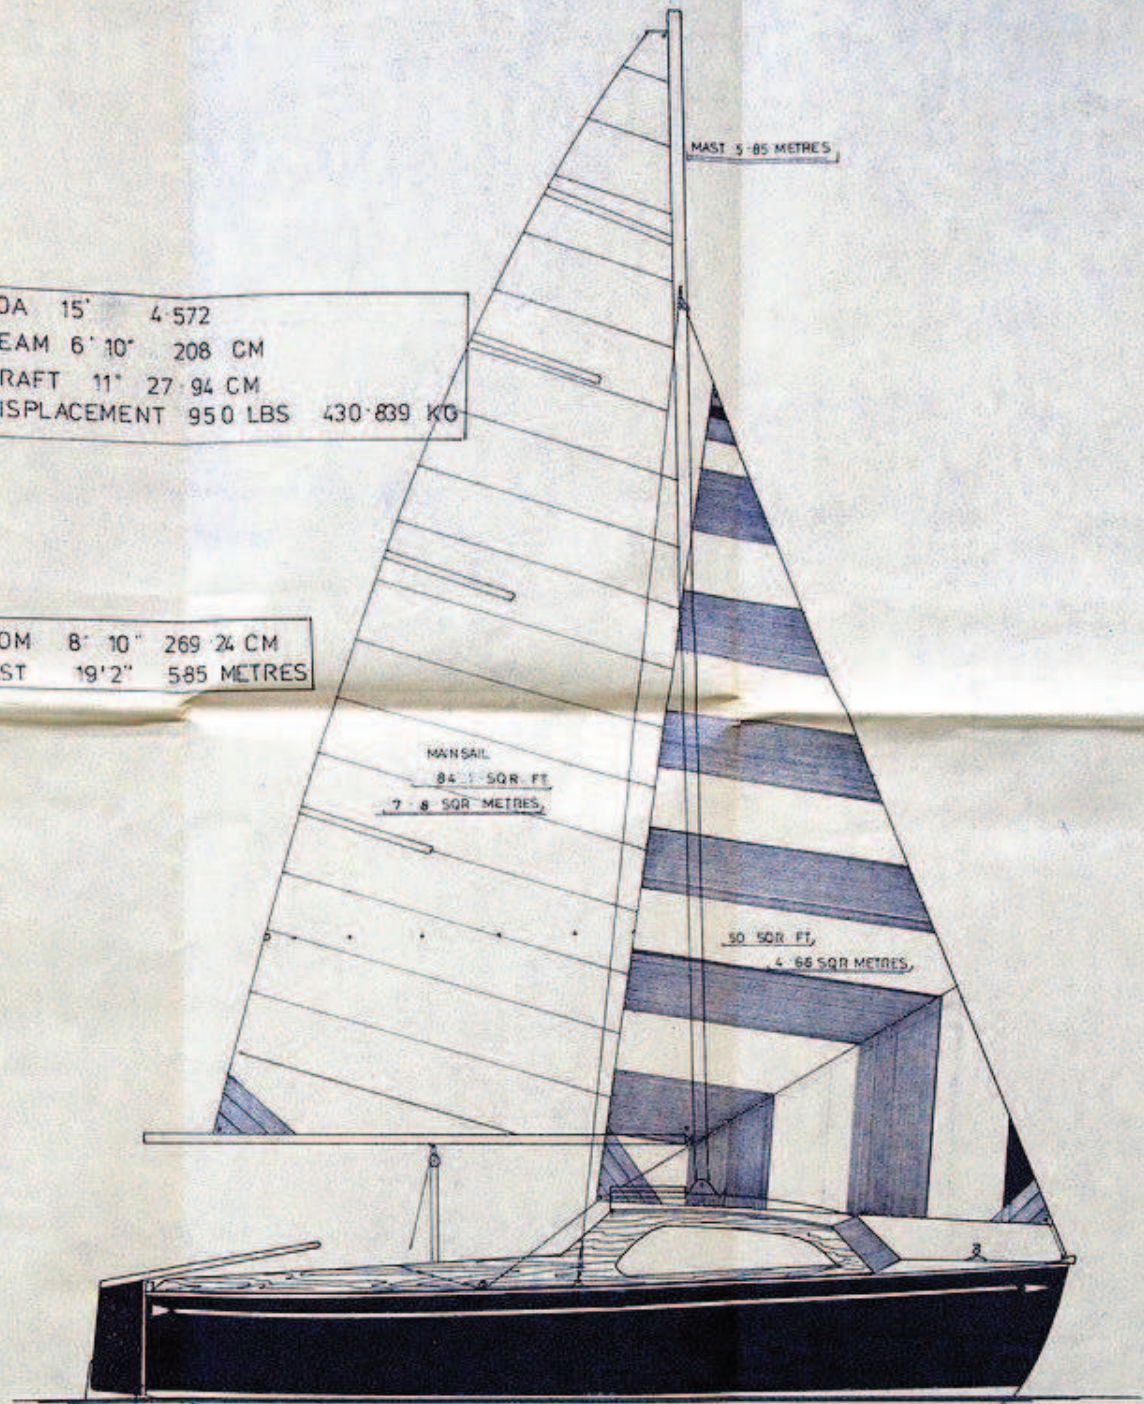 MAST 5·85 METRES
OA 15' 4·572
EAM 6'10" 208 CM
RAFT 11" 27·94 CM
ISPLACEMENT 950 LBS 430·839 KG
OM 8' 10" 269·24 CM
ST 19'2" 585 METRES
MAINSAIL
84·1 SQR. FT
7·8 SQR METRES
50 SQR FT
4·66 SQR METRES